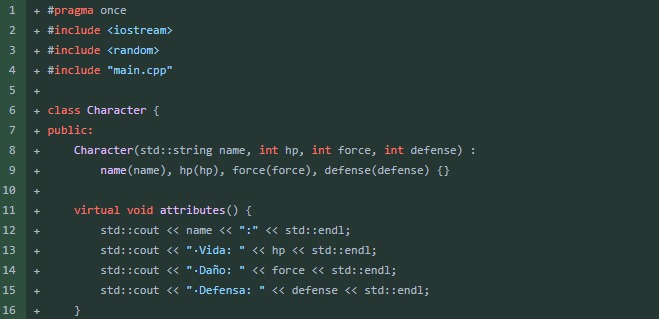 1 + #pragma once
2 + #include <iostream>
3 + #include <random>
4 + #include "main.cpp"
5 +
6 + class Character {
7 + public:
8 +     Character(std::string name, int hp, int force, int defense) :
9 +         name(name), hp(hp), force(force), defense(defense) {}
10 +
11 +     virtual void attributes() {
12 +         std::cout << name << ":" << std::endl;
13 +         std::cout << "·Vida: " << hp << std::endl;
14 +         std::cout << "·Daño: " << force << std::endl;
15 +         std::cout << "·Defensa: " << defense << std::endl;
16 +     }